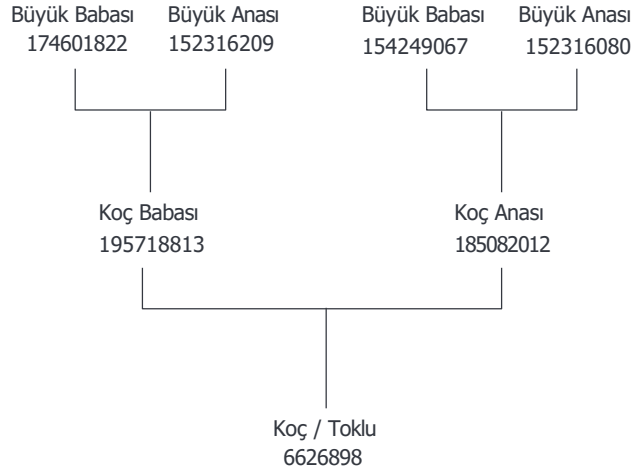 Büyük Babası Büyük Anası Büyük Babası Büyük Anası
174601822 152316209 154249067 152316080
Koç Babası Koç Anası
195718813 185082012
Koç / Toklu
6626898